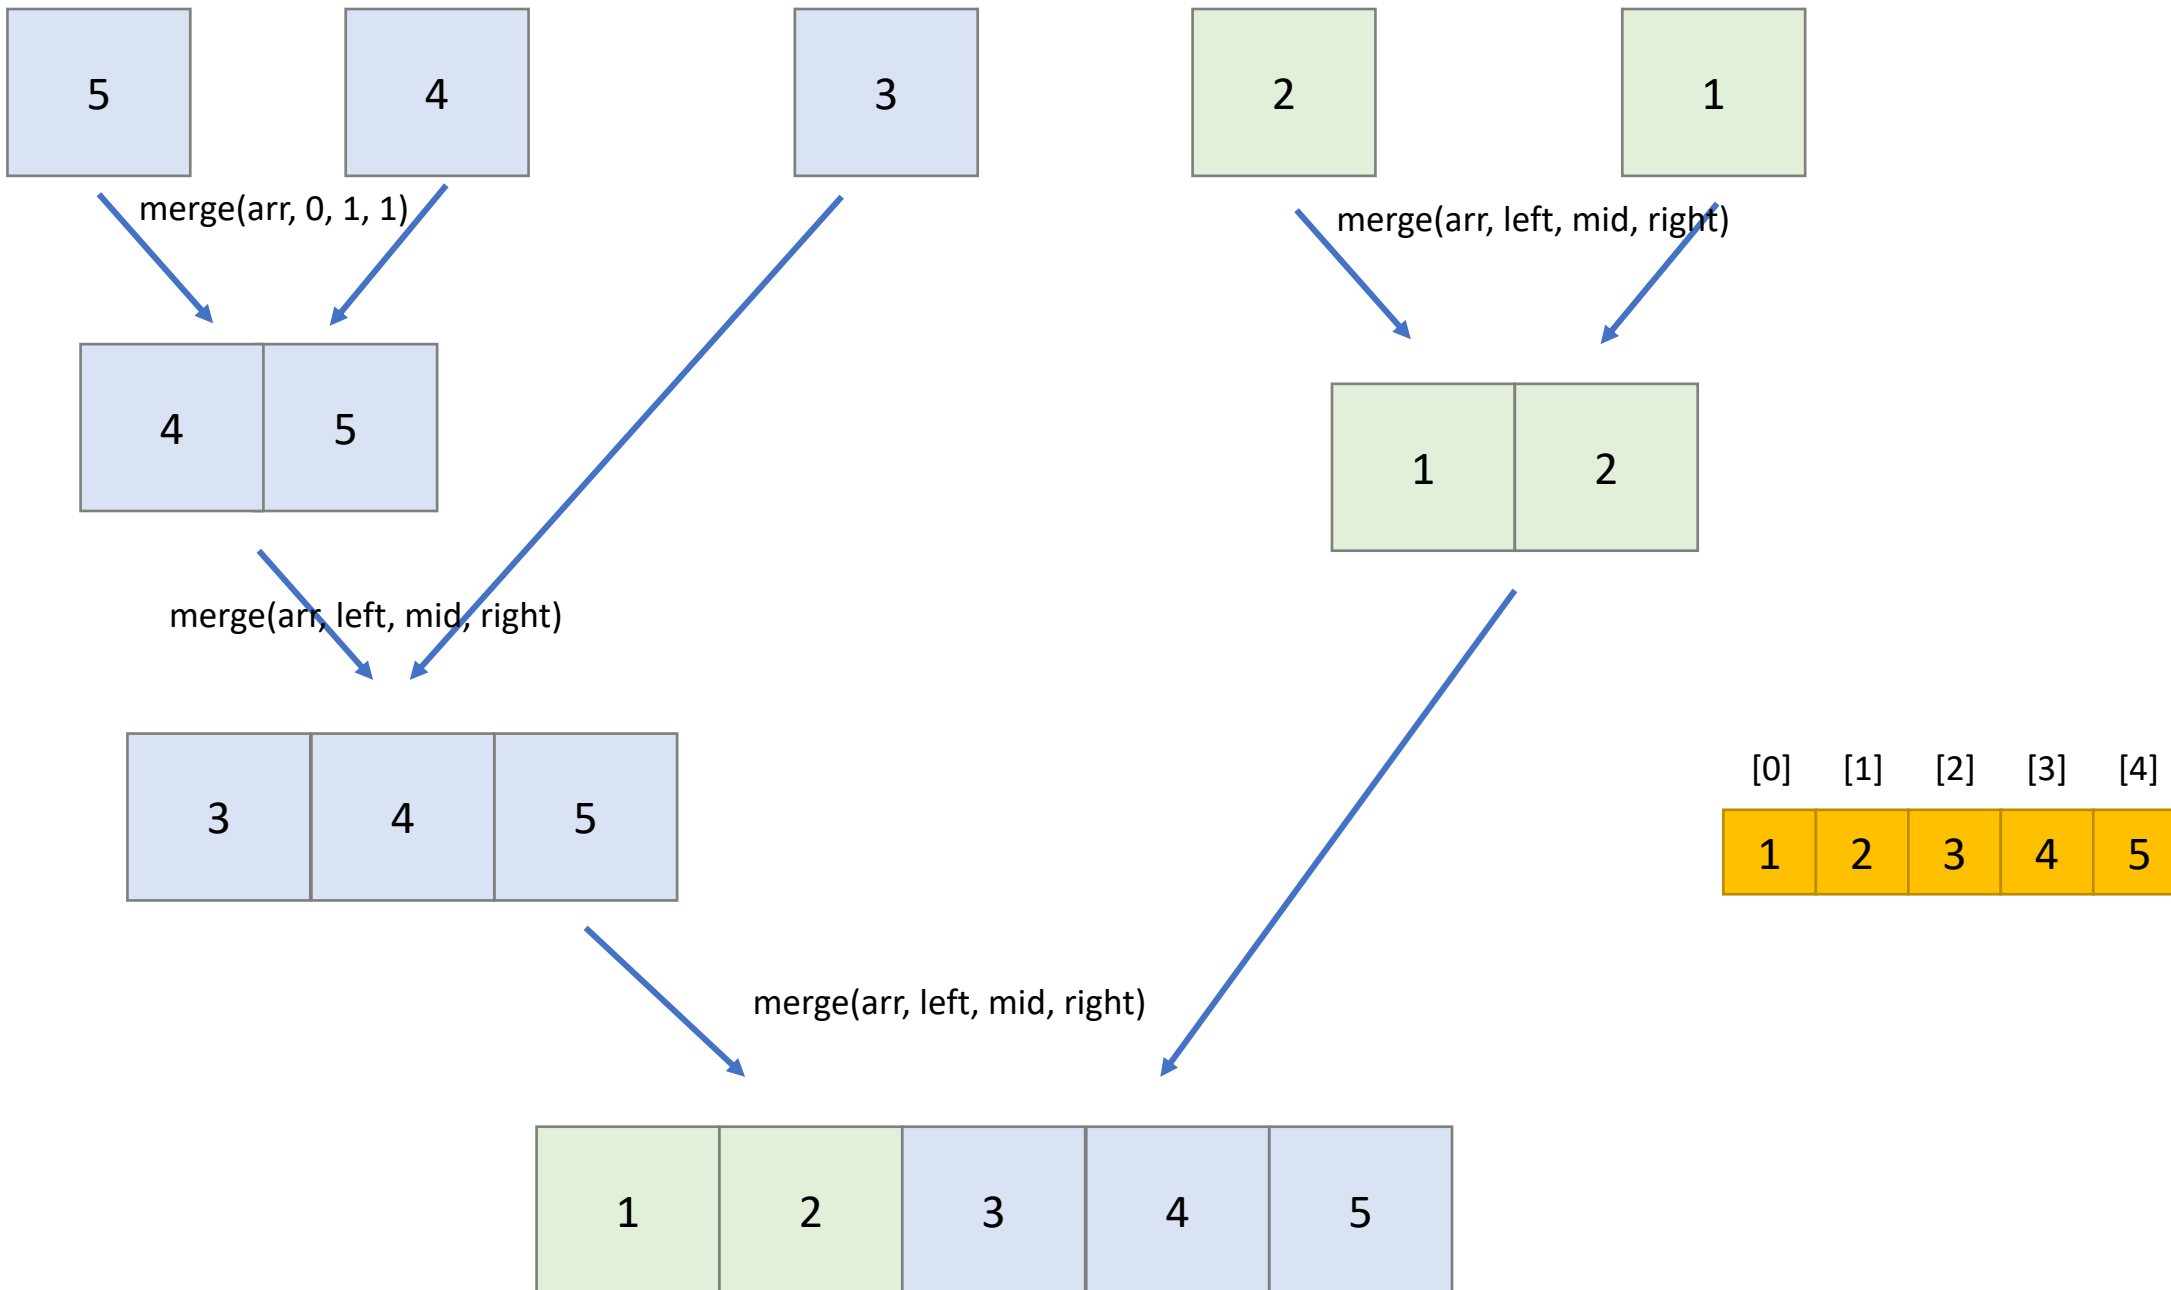 5 4 3 2 1
merge(arr, 0, 1, 1)
merge(arr, left, mid, right)
4 5
1 2
merge(arr, left, mid, right)
[0] [1] [2] [3] [4]
3 4 5
1 2 3 4 5
merge(arr, left, mid, right)
1 2 3 4 5